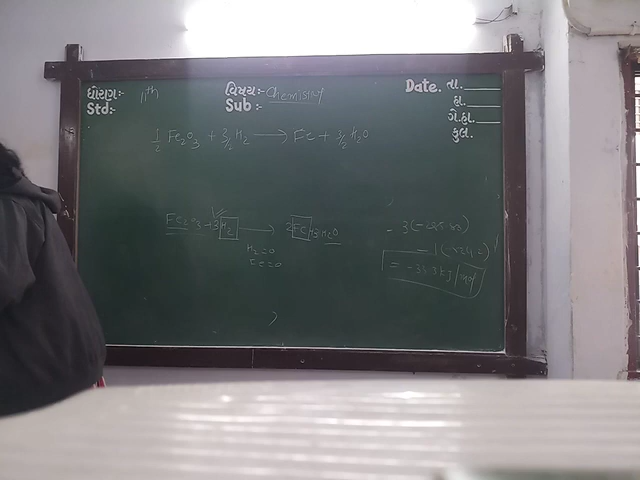 ધોરણ:- 11th વિષય:- Chemistry Date. તા.
Std:- Sub:- હા.
ગે.હા.
કુલ.
1/2 Fe₂O₃ + 3/2 H₂ → Fe + 3/2 H₂O
Fe₂O₃ + 3H₂ → 2Fe + 3H₂O
H₂=0
Fe=0